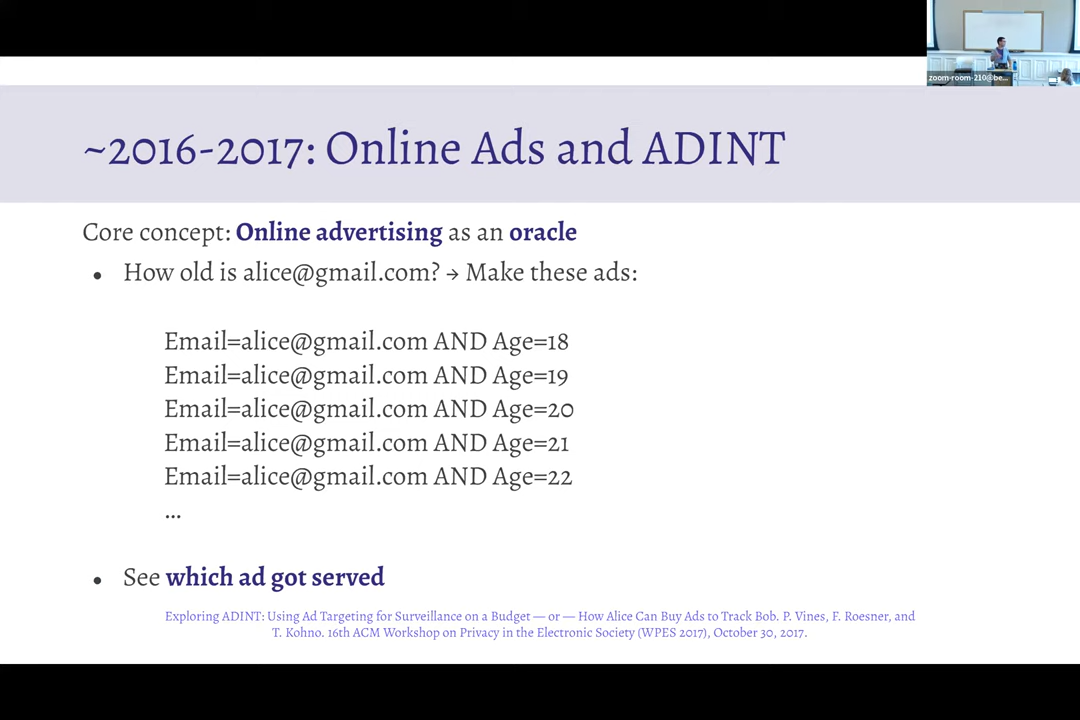 zoom-room-210@be...
~2016-2017: Online Ads and ADINT
Core concept: Online advertising as an oracle
• How old is alice@gmail.com? → Make these ads:
Email=alice@gmail.com AND Age=18
Email=alice@gmail.com AND Age=19
Email=alice@gmail.com AND Age=20
Email=alice@gmail.com AND Age=21
Email=alice@gmail.com AND Age=22
...
• See which ad got served
Exploring ADINT: Using Ad Targeting for Surveillance on a Budget — or — How Alice Can Buy Ads to Track Bob. P. Vines, F. Roesner, and
T. Kohno. 16th ACM Workshop on Privacy in the Electronic Society (WPES 2017), October 30, 2017.